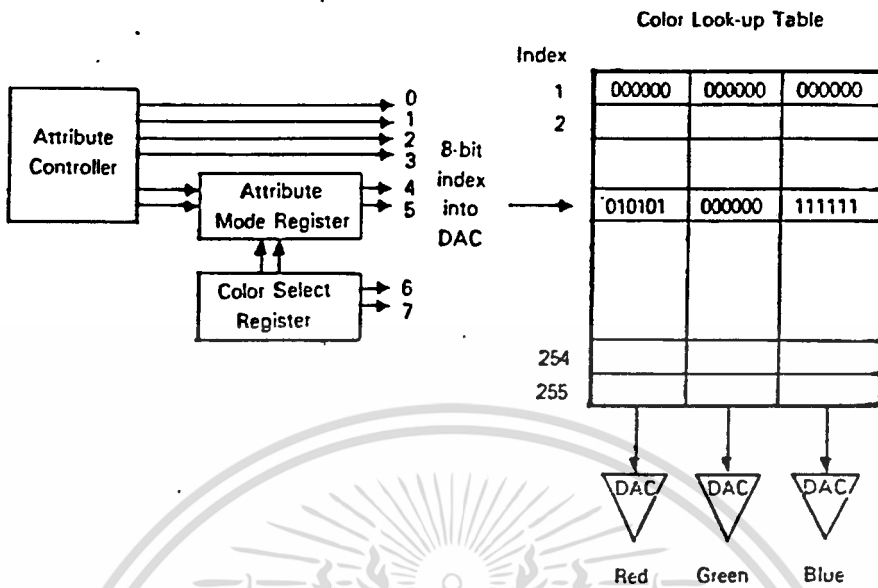 Color Look-up Table
Index
1 000000 000000 000000
2
Attribute
Controller
0
1
2
3
Attribute
Mode Register
4
5
8-bit
index
into
DAC
010101 000000 111111
Color Select
Register
6
7
254
255
DAC DAC DAC
Red Green Blue